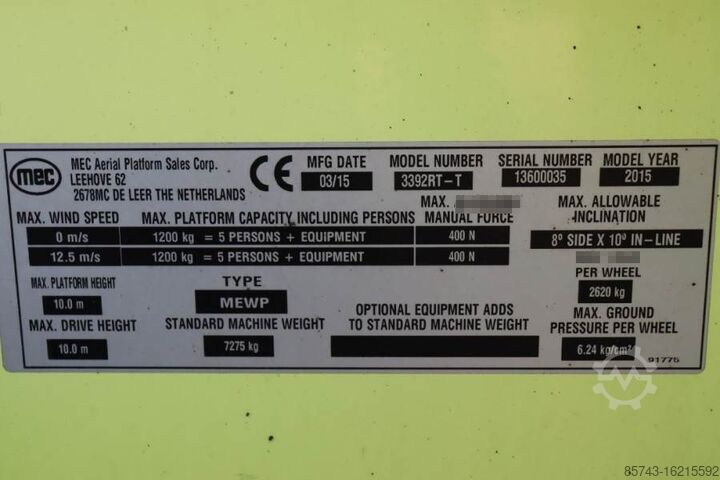 mec
MEC Aerial Platform Sales Corp.
LEEHOVE 62
2678MC DE LEER THE NETHERLANDS
CE
MFG DATE
03/15
MODEL NUMBER
3392RT-T
SERIAL NUMBER
13600035
MODEL YEAR
2015
MAX. WIND SPEED
MAX. PLATFORM CAPACITY INCLUDING PERSONS
MAX.
MANUAL FORCE
0 m/s
1200 kg = 5 PERSONS + EQUIPMENT
400 N
12.5 m/s
1200 kg = 5 PERSONS + EQUIPMENT
400 N
MAX. ALLOWABLE
INCLINATION
8º SIDE X 10º IN-LINE
MAX. PLATFORM HEIGHT
10.0 m
MAX. DRIVE HEIGHT
10.0 m
TYPE
MEWP
STANDARD MACHINE WEIGHT
7275 kg
OPTIONAL EQUIPMENT ADDS
TO STANDARD MACHINE WEIGHT
PER WHEEL
2620 kg
MAX. GROUND
PRESSURE PER WHEEL
6.24 kg/cm²
91775
85743-16215592